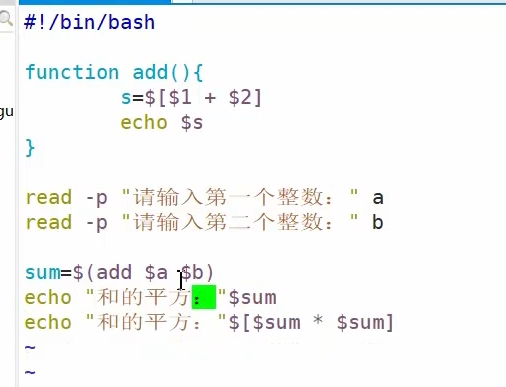 #!/bin/bash
function add(){
s=$[$1 + $2]
echo $s
}
read -p "请输入第一个整数：" a
read -p "请输入第二个整数：" b
sum=$(add $a $b)
echo "和的平方："$sum
echo "和的平方："$[$sum * $sum]
~
~
gu